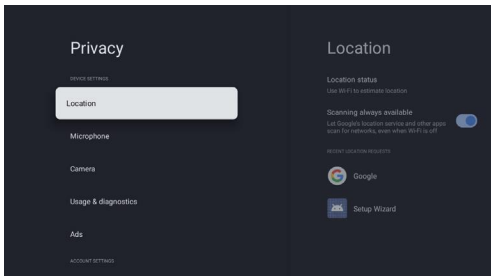 Privacy
DEVICE SETTINGS
Location
Microphone
Camera
Usage & diagnostics
Ads
ACCOUNT SETTINGS
Location
Location status
Use Wi-Fi to estimate location
Scanning always available
Let Google's location service and other apps
scan for networks, even when Wi-Fi is off
RECENT LOCATION REQUESTS
Google
Setup Wizard